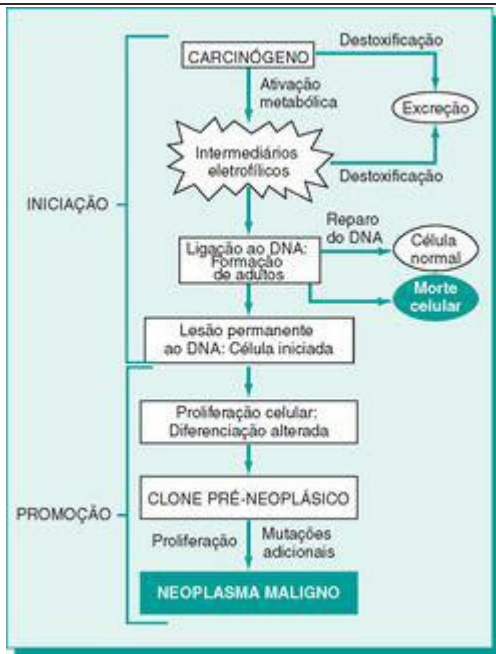 Destoxificação
CARCINÓGENO
Ativação
metabólica
Excreção
Intermediários
eletrofílicos
Destoxificação
INICIAÇÃO
Reparo
do DNA
Célula
normal
Ligação ao DNA:
Formação
de adutos
Morte
celular
Lesão permanente
ao DNA: Célula iniciada
Proliferação celular:
Diferenciação alterada
CLONE PRÉ-NEOPLÁSICO
PROMOÇÃO
Proliferação
Mutações
adicionais
NEOPLASMA MALIGNO